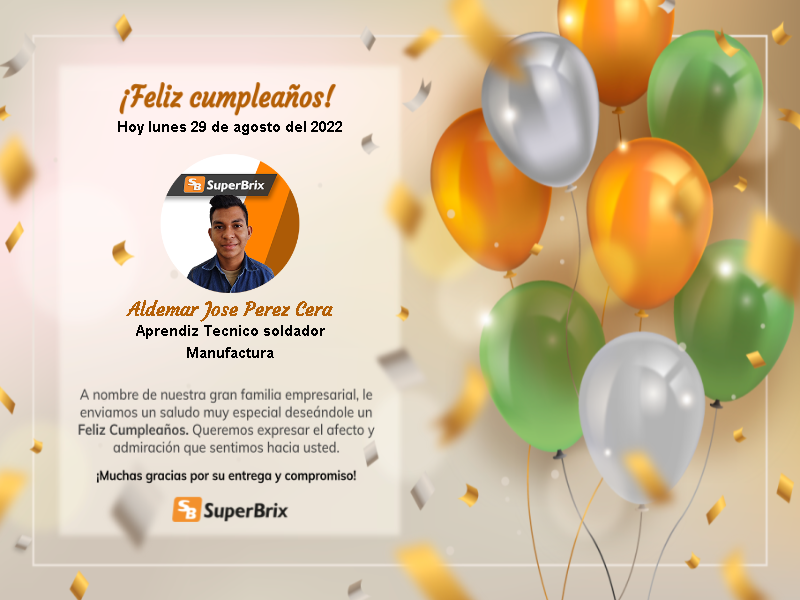 ¡Feliz cumpleaños!
Hoy lunes 29 de agosto del 2022
SB SuperBrix
Aldemar Jose Perez Cera
Aprendiz Tecnico soldador
Manufactura
A nombre de nuestra gran familia empresarial, le
enviamos un saludo muy especial deseándole un
Feliz Cumpleaños. Queremos expresar el afecto y
admiración que sentimos hacia usted.
¡Muchas gracias por su entrega y compromiso!
SB SuperBrix